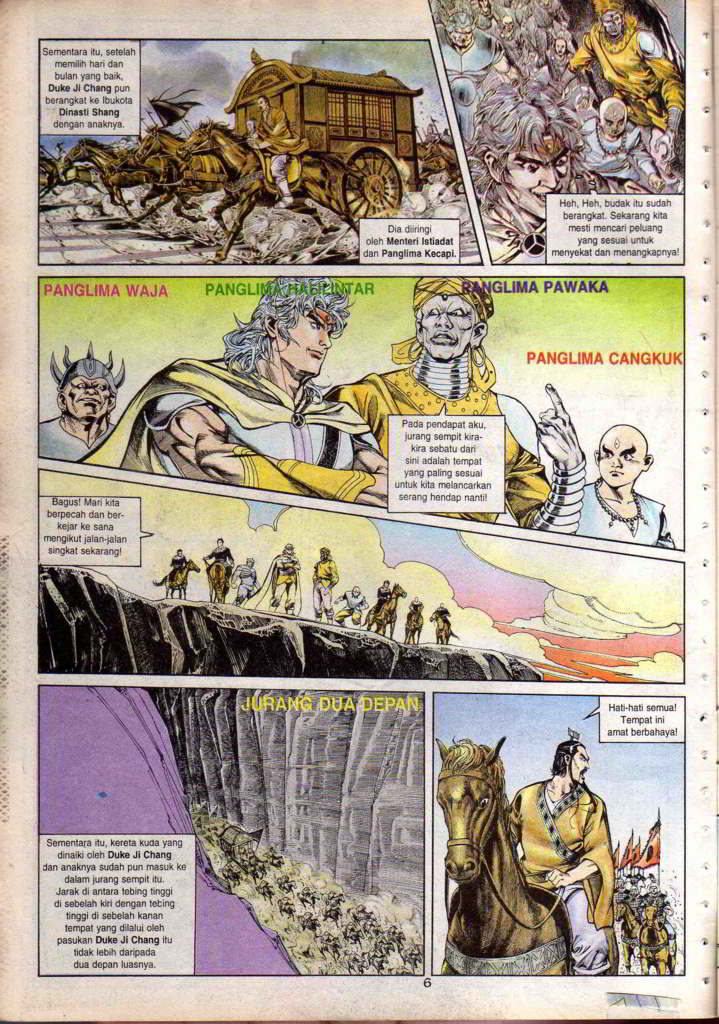 Sementara itu, setelah
memilih hari dan
bulan yang baik,
Duke Ji Chang pun
berangkat ke Ibukota
Dinasti Shang
dengan anaknya.
Dia diiringi
oleh Menteri Istiadat
dan Panglima Kecapi.
Heh, Heh, budak itu sudah
berangkat. Sekarang kita
mesti mencari peluang
yang sesuai untuk
menyekat dan menangkapnya!
PANGLIMA WAJA
PANGLIMA HALILINTAR
PANGLIMA PAWAKA
PANGLIMA CANGKUK
Pada pendapat aku,
jurang sempit kira-
kira sebatu dari
sini adalah tempat
yang paling sesuai
untuk kita melancarkan
serang hendap nanti!
Bagus! Mari kita
berpecah dan ber-
kejar ke sana
mengikut jalan-jalan
singkat sekarang!
JURANG DUA DEPAN
Sementara itu, kereta kuda yang
dinaiki oleh Duke Ji Chang
dan anaknya sudah pun masuk ke
dalam jurang sempit itu.
Jarak di antara tebing tinggi
di sebelah kiri dengan tebing
tinggi di sebelah kanan
tempat yang dilalui oleh
pasukan Duke Ji Chang itu
tidak lebih daripada
dua depan luasnya.
Hati-hati semua!
Tempat ini
amat berbahaya!
6